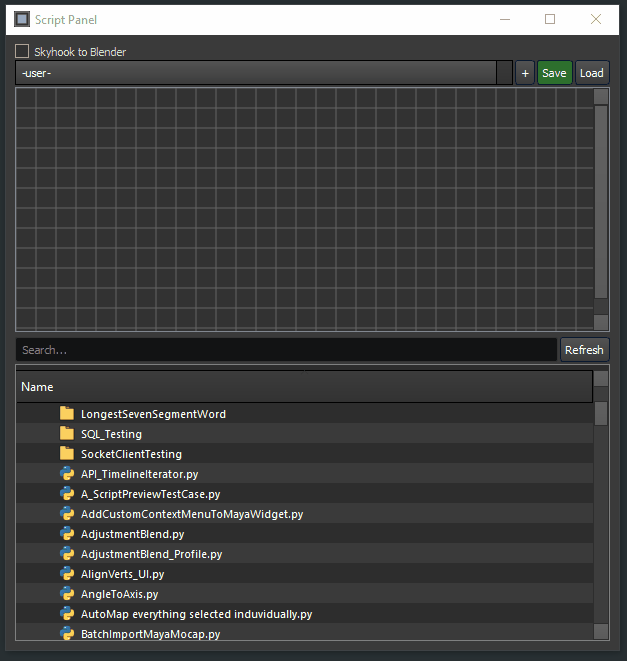 Script Panel
Skyhook to Blender
-user-
+
Save
Load
Search...
Refresh
Name
LongestSevenSegmentWord
SQL_Testing
SocketClientTesting
API_TimelineIterator.py
A_ScriptPreviewTestCase.py
AddCustomContextMenuToMayaWidget.py
AdjustmentBlend.py
AdjustmentBlend_Profile.py
AlignVerts_UI.py
AngleToAxis.py
AutoMap everything selected induvidually.py
BatchImportMayaMocap.py